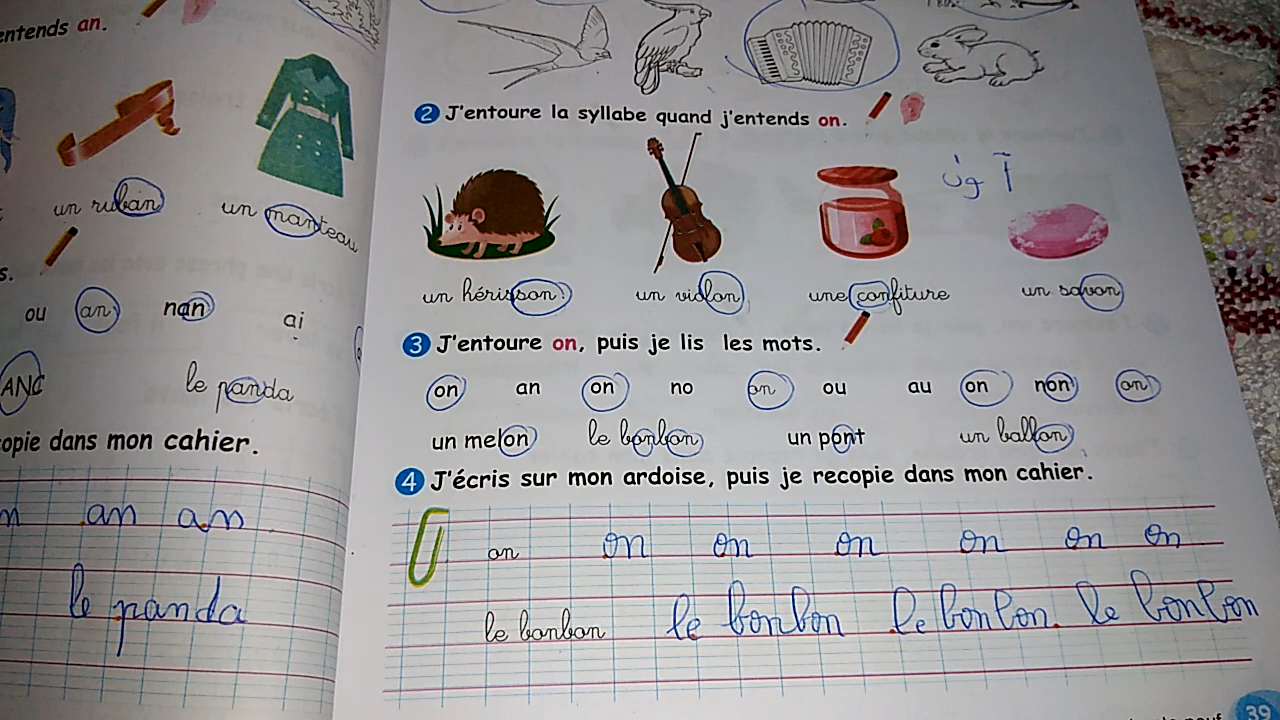 entends an.
un ruban
un manteau
s.
ou an nan ai
ANC
le panda
copie dans mon cahier.
an an
le panda
2 J'entoure la syllabe quand j'entends on.
آ ون
un hérisson
un violon
une confiture
un savon
3 J'entoure on, puis je lis les mots.
on an on no on ou au on non on
un melon le bonbon un pont un ballon
4 J'écris sur mon ardoise, puis je recopie dans mon cahier.
on on on on on on on
le bonbon le bonbon le bonbon le bonbon
39